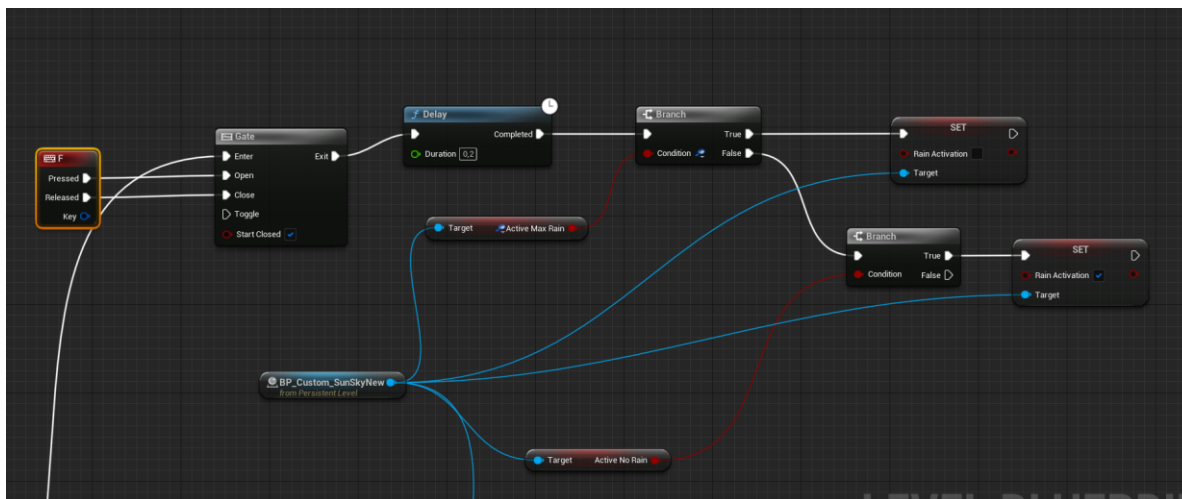 F
Pressed
Released
Key
Gate
Enter
Exit
Open
Close
Toggle
Start Closed
Delay
Completed
Duration 0,2
Branch
True
Condition
False
SET
Rain Activation
Target
Target
Active Max Rain
Branch
True
Condition
False
SET
Rain Activation
Target
BP_Custom_SunSkyNew
from Persistent Level
Target
Active No Rain